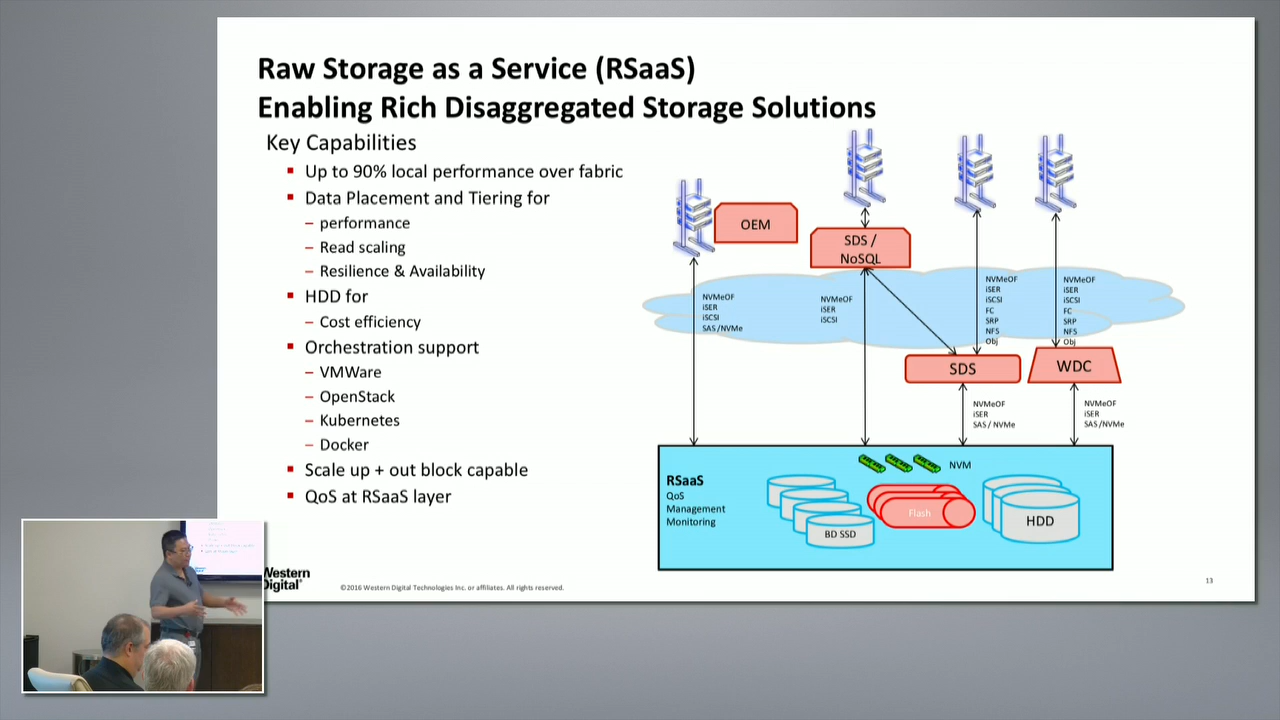 Raw Storage as a Service (RSaaS)
Enabling Rich Disaggregated Storage Solutions
Key Capabilities
▪ Up to 90% local performance over fabric
▪ Data Placement and Tiering for
– performance
– Read scaling
– Resilience & Availability
▪ HDD for
– Cost efficiency
▪ Orchestration support
– VMWare
– OpenStack
– Kubernetes
– Docker
▪ Scale up + out block capable
▪ QoS at RSaaS layer
OEM
SDS /
NoSQL
NVMeOF
iSER
iSCSI
SAS /NVMe
NVMeOF
iSER
iSCSI
NVMeOF
iSER
iSCSI
FC
SRP
NFS
Obj
NVMeOF
iSER
iSCSI
FC
SRP
NFS
Obj
SDS
WDC
NVMeOF
iSER
SAS / NVMe
NVMeOF
iSER
SAS /NVMe
RSaaS
QoS
Management
Monitoring
NVM
BD SSD
Flash
HDD
Western
Digital®
©2016 Western Digital Technologies Inc. or affiliates. All rights reserved.
13